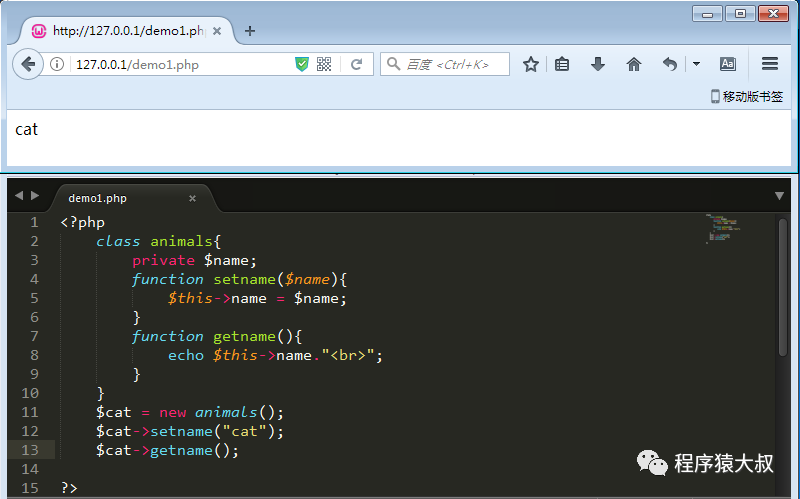 http://127.0.0.1/demo1.ph
127.0.0.1/demo1.php
百度 <Ctrl+K>
移动版书签
cat
demo1.php
1 <?php
2 class animals{
3 private $name;
4 function setname($name){
5 $this->name = $name;
6 }
7 function getname(){
8 echo $this->name."<br>";
9 }
10 }
11 $cat = new animals();
12 $cat->setname("cat");
13 $cat->getname();
14
15 ?>
程序猿大叔